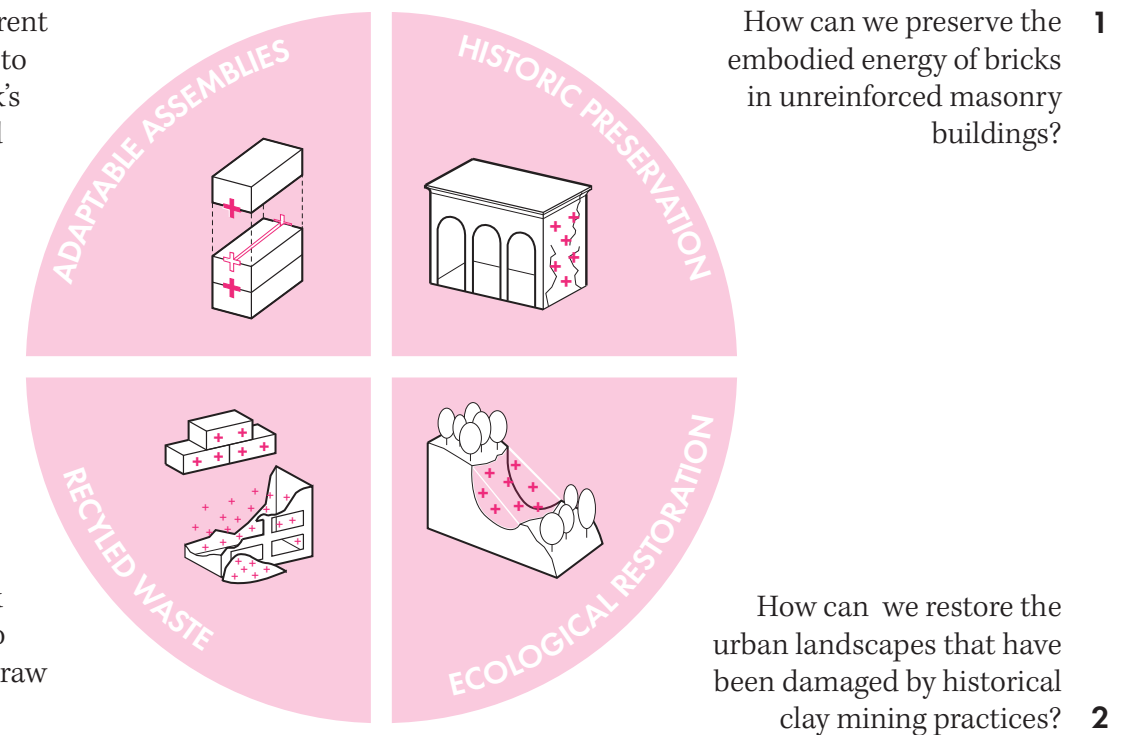 to
ADAPTABLE ASSEMBLIES
HISTORIC PRESERVATION
How can we preserve the 1
embodied energy of bricks
in unreinforced masonry
buildings?
RECYLED WASTE
raw
ECOLOGICAL RESTORATION
How can we restore the
urban landscapes that have
been damaged by historical
clay mining practices? 2